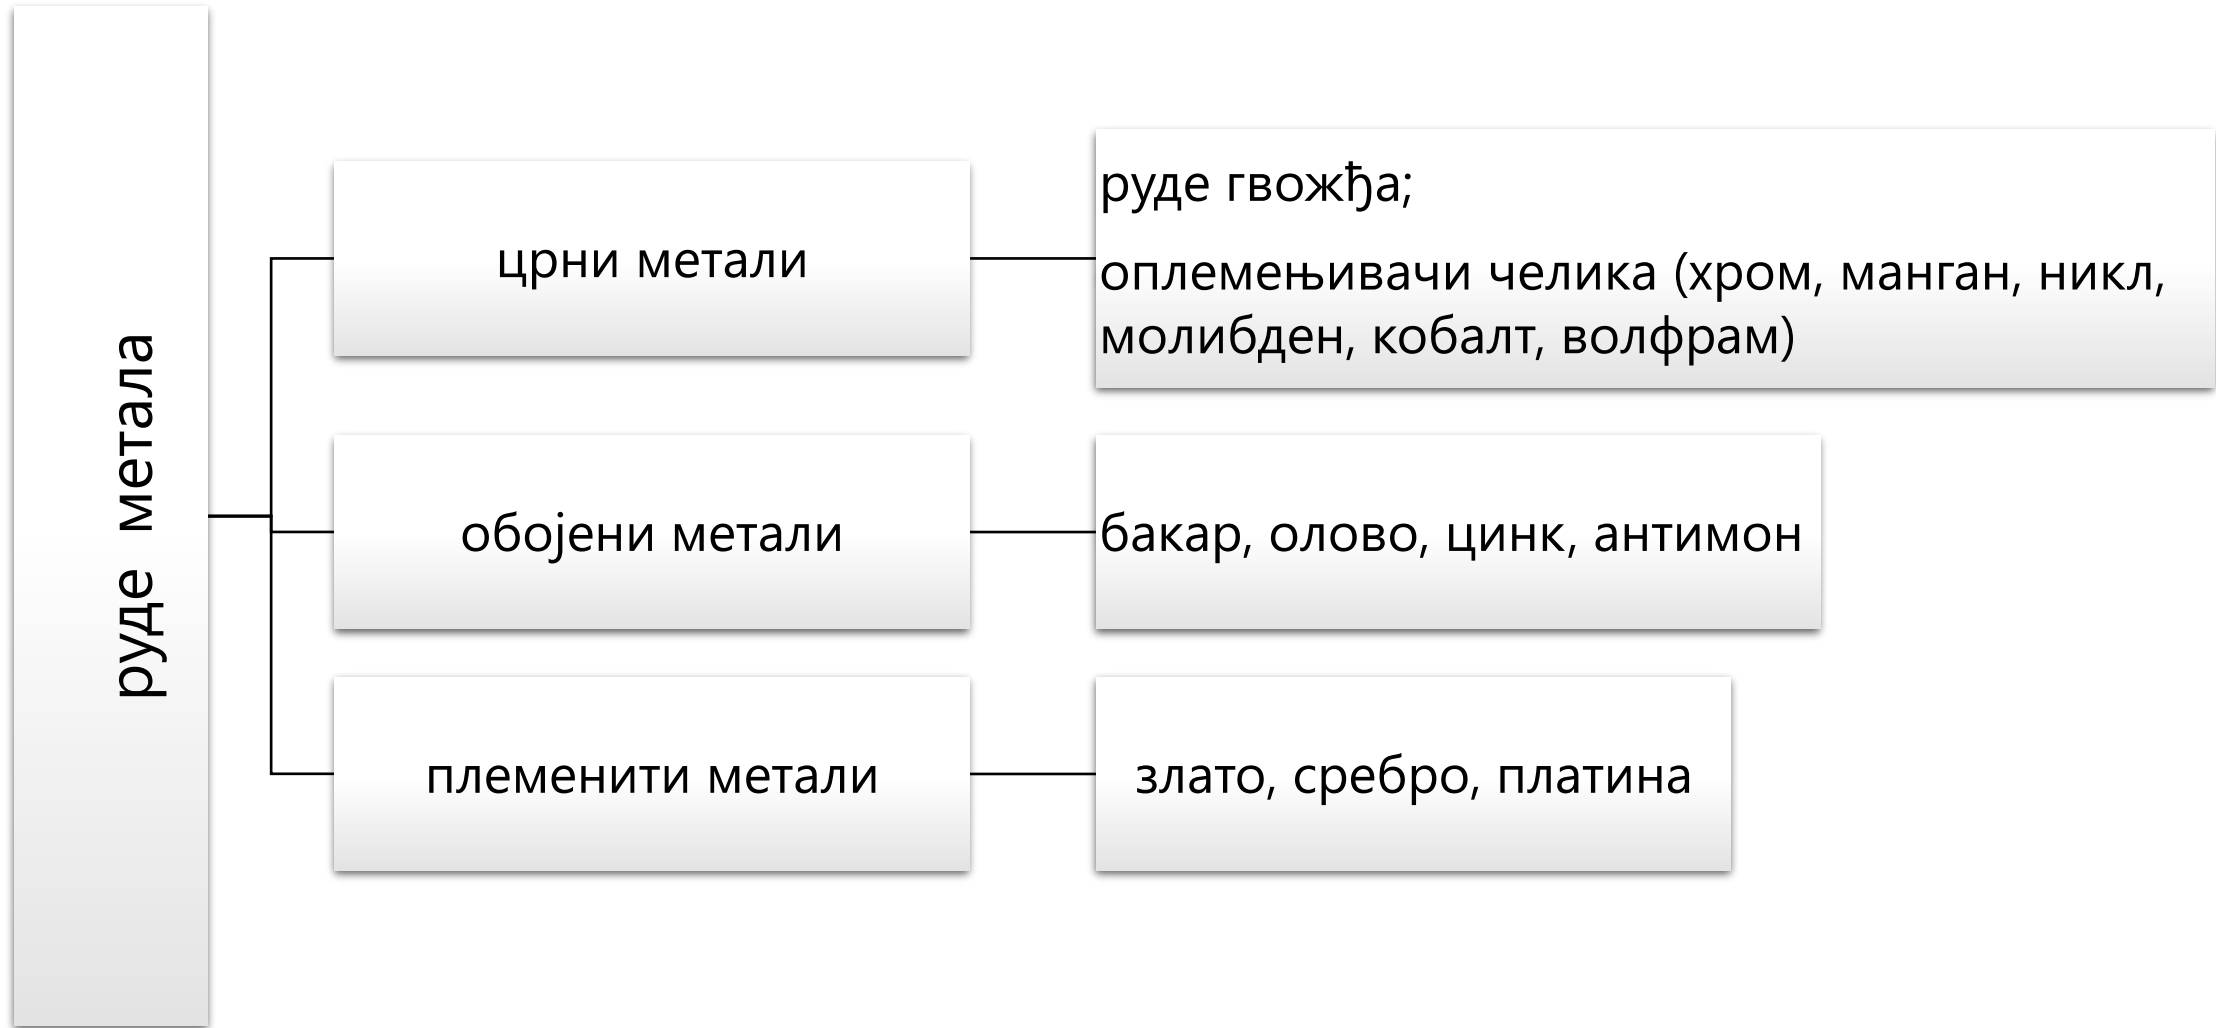 руде метала
црни метали
руде гвожђа;
оплемењивачи челика (хром, манган, никл,
молибден, кобалт, волфрам)
обојени метали
бакар, олово, цинк, антимон
племенити метали
злато, сребро, платина